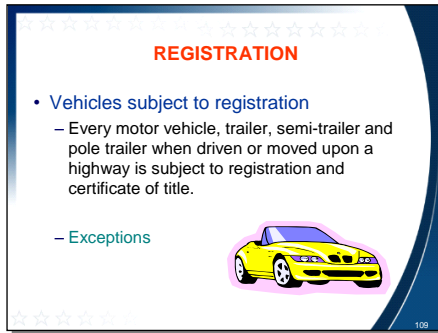 REGISTRATION
• Vehicles subject to registration
– Every motor vehicle, trailer, semi-trailer and
pole trailer when driven or moved upon a
highway is subject to registration and
certificate of title.
– Exceptions
109